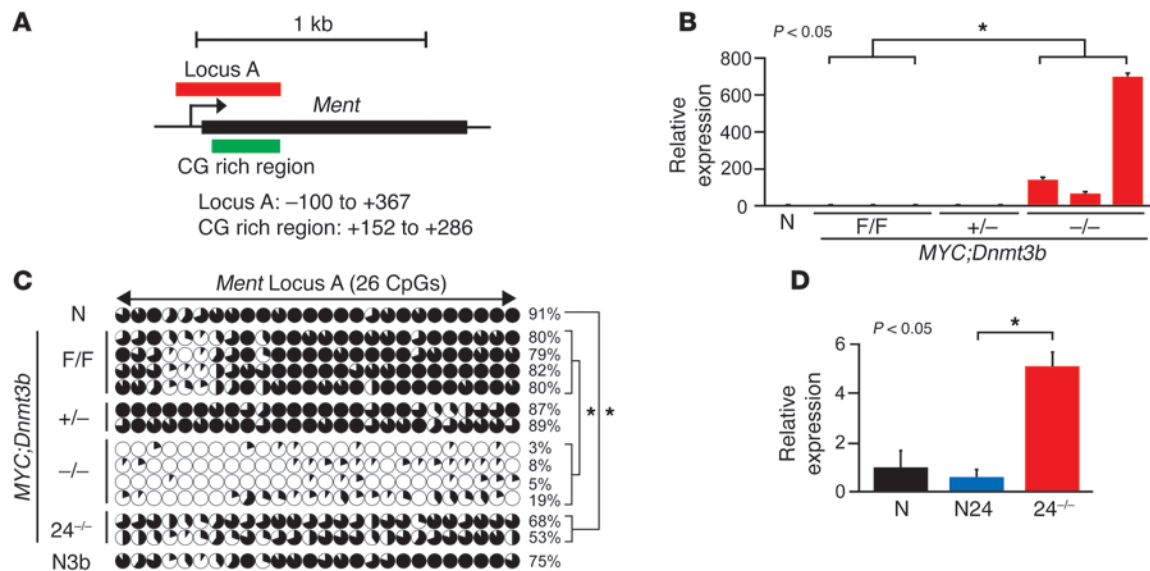 A
1 kb
Locus A
Ment
CG rich region
Locus A: –100 to +367
CG rich region: +152 to +286
B
P < 0.05
*
Relative
expression
800
600
400
200
0
N
F/F
+/–
–/–
MYC;Dnmt3b
C
Ment Locus A (26 CpGs)
N
91%
MYC;Dnmt3b
F/F
80%
79%
82%
80%
+/–
87%
89%
–/–
3%
8%
5%
19%
24–/–
68%
53%
N3b
75%
* *
D
P < 0.05
*
Relative
expression
6
4
2
0
N
N24
24–/–